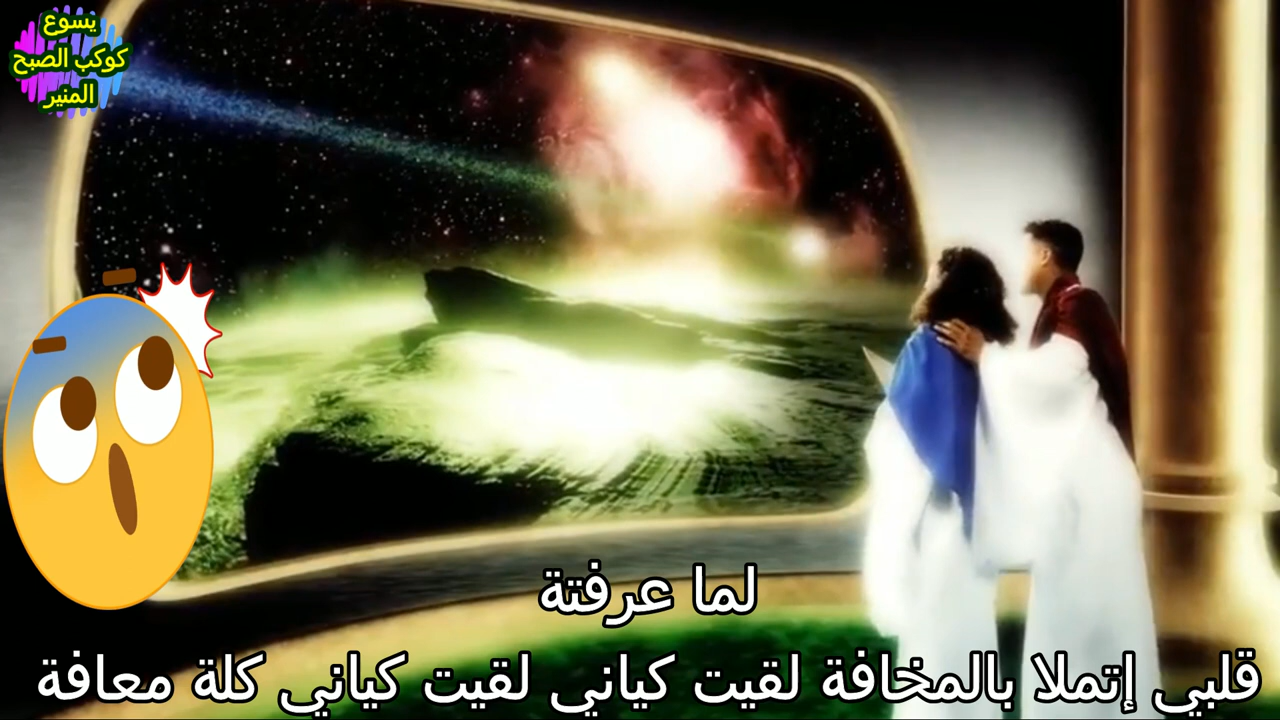 يسوع
كوكب الصبح
المنير
لما عرفتة
قلبي إتملا بالمخافة لقيت كياني لقيت كياني كلة معافة